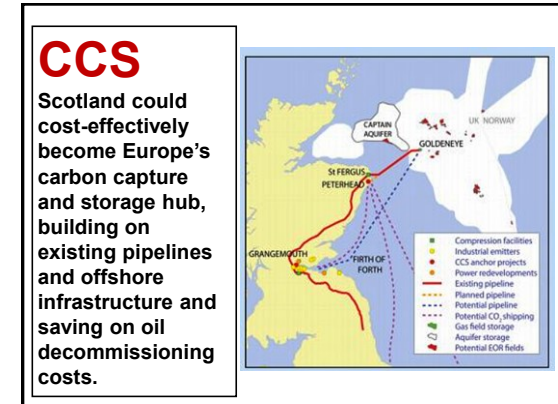 CCS
Scotland could
cost-effectively
become Europe's
carbon capture
and storage hub,
building on
existing pipelines
and offshore
infrastructure and
saving on oil
decommissioning
costs.
UK NORWAY
CAPTAIN
AQUIFER
GOLDENEYE
St FERGUS
PETERHEAD
GRANGEMOUTH
FIRTH OF
FORTH
Compression facilities
Industrial emitters
CCS anchor projects
Power redevelopments
Existing pipeline
Planned pipeline
Potential pipeline
Potential CO₂ shipping
Gas field storage
Aquifer storage
Potential EOR fields